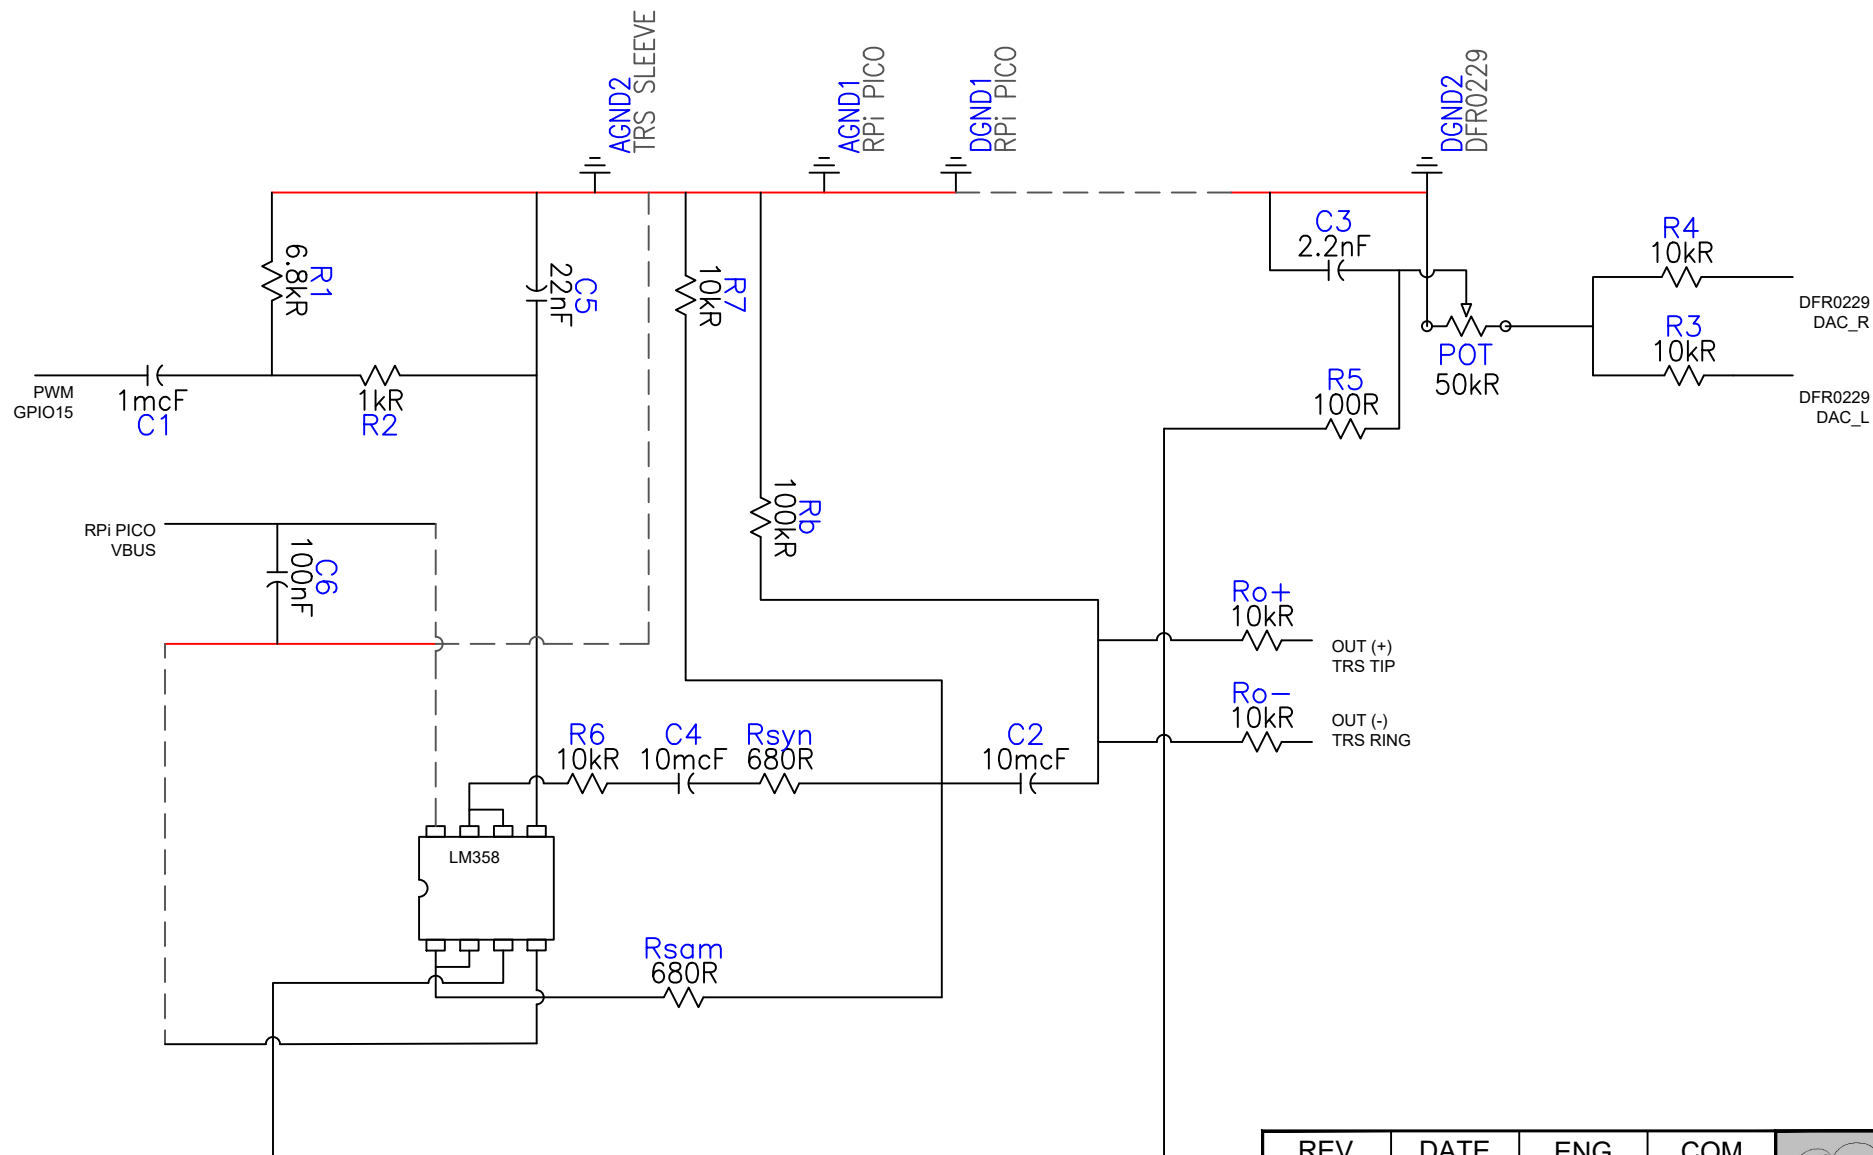 AGND2
TRS SLEEVE
AGND1
RPi PICO
DGND1
RPi PICO
DGND2
DFR0229
R1
6.8kR
C5
22nF
R7
10kR
C3
2.2nF
R4
10kR
DFR0229
DAC_R
R3
10kR
POT
50kR
DFR0229
DAC_L
PWM
GPIO15
1mcF
C1
1kR
R2
R5
100R
Rb
100kR
RPi PICO
VBUS
C6
100nF
Ro+
10kR
OUT (+)
TRS TIP
Ro-
10kR
OUT (-)
TRS RING
R6
10kR
C4
10mcF
Rsyn
680R
C2
10mcF
LM358
Rsam
680R
REV DATE ENG COM